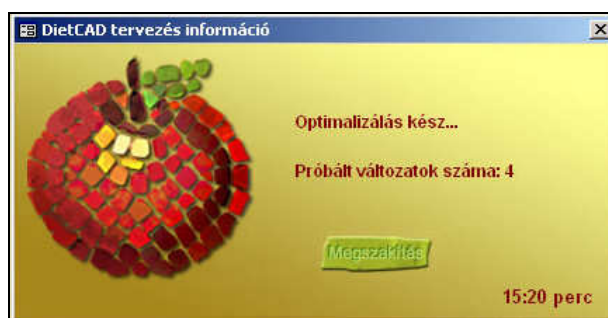 DietCAD tervezés információ
Optimalizálás kész...
Próbált változatok száma: 4
Megszakítás
15:20 perc